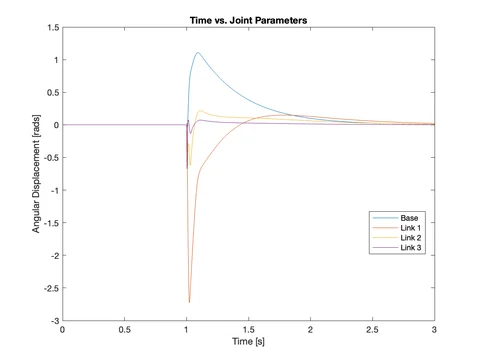 Time vs. Joint Parameters
1.5
1
0.5
0
-0.5
-1
-1.5
-2
-2.5
-3
Angular Displacement [rads]
Base
Link 1
Link 2
Link 3
0 0.5 1 1.5 2 2.5 3
Time [s]